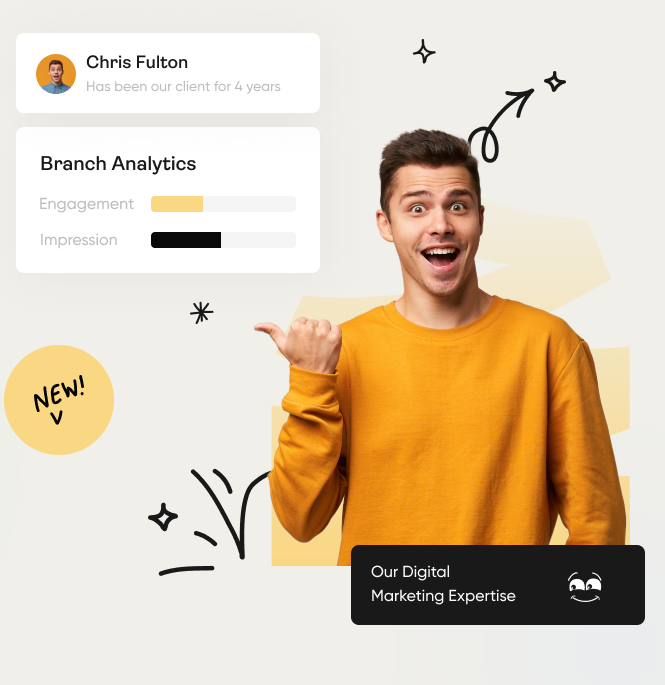 Chris Fulton
Has been our client for 4 years
Branch Analytics
Engagement
Impression
NEW!
Our Digital
Marketing Expertise